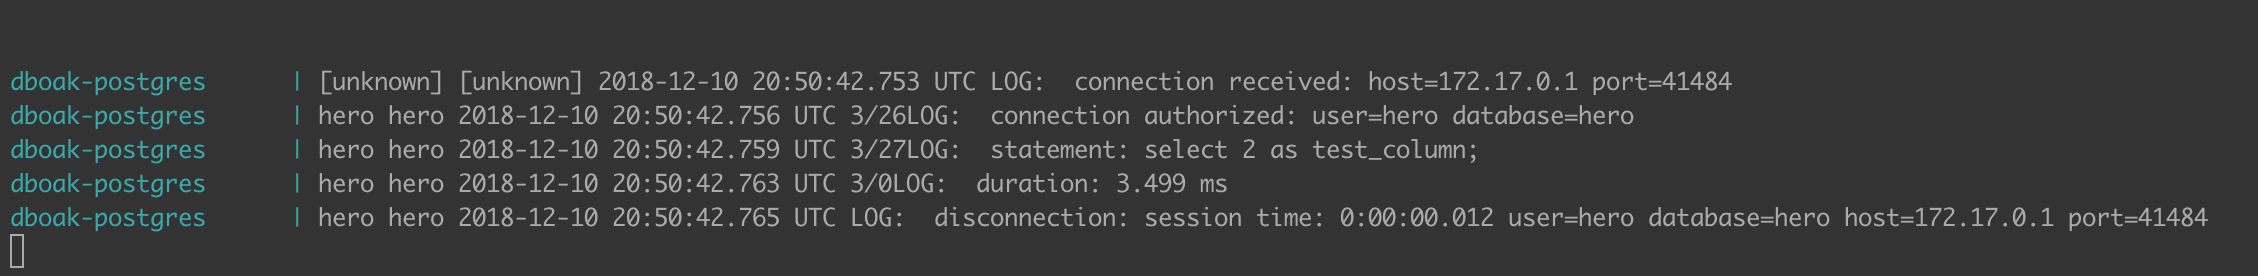 dboak-postgres      | [unknown] [unknown] 2018-12-10 20:50:42.753 UTC LOG:  connection received: host=172.17.0.1 port=41484
dboak-postgres      | hero hero 2018-12-10 20:50:42.756 UTC 3/26LOG:  connection authorized: user=hero database=hero
dboak-postgres      | hero hero 2018-12-10 20:50:42.759 UTC 3/27LOG:  statement: select 2 as test_column;
dboak-postgres      | hero hero 2018-12-10 20:50:42.763 UTC 3/0LOG:  duration: 3.499 ms
dboak-postgres      | hero hero 2018-12-10 20:50:42.765 UTC LOG:  disconnection: session time: 0:00:00.012 user=hero database=hero host=172.17.0.1 port=41484